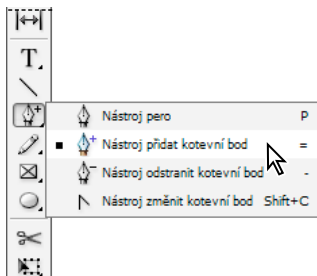 T
Nástroj pero P
Nástroj přidat kotevní bod =
Nástroj odstranit kotevní bod -
Nástroj změnit kotevní bod Shift+C